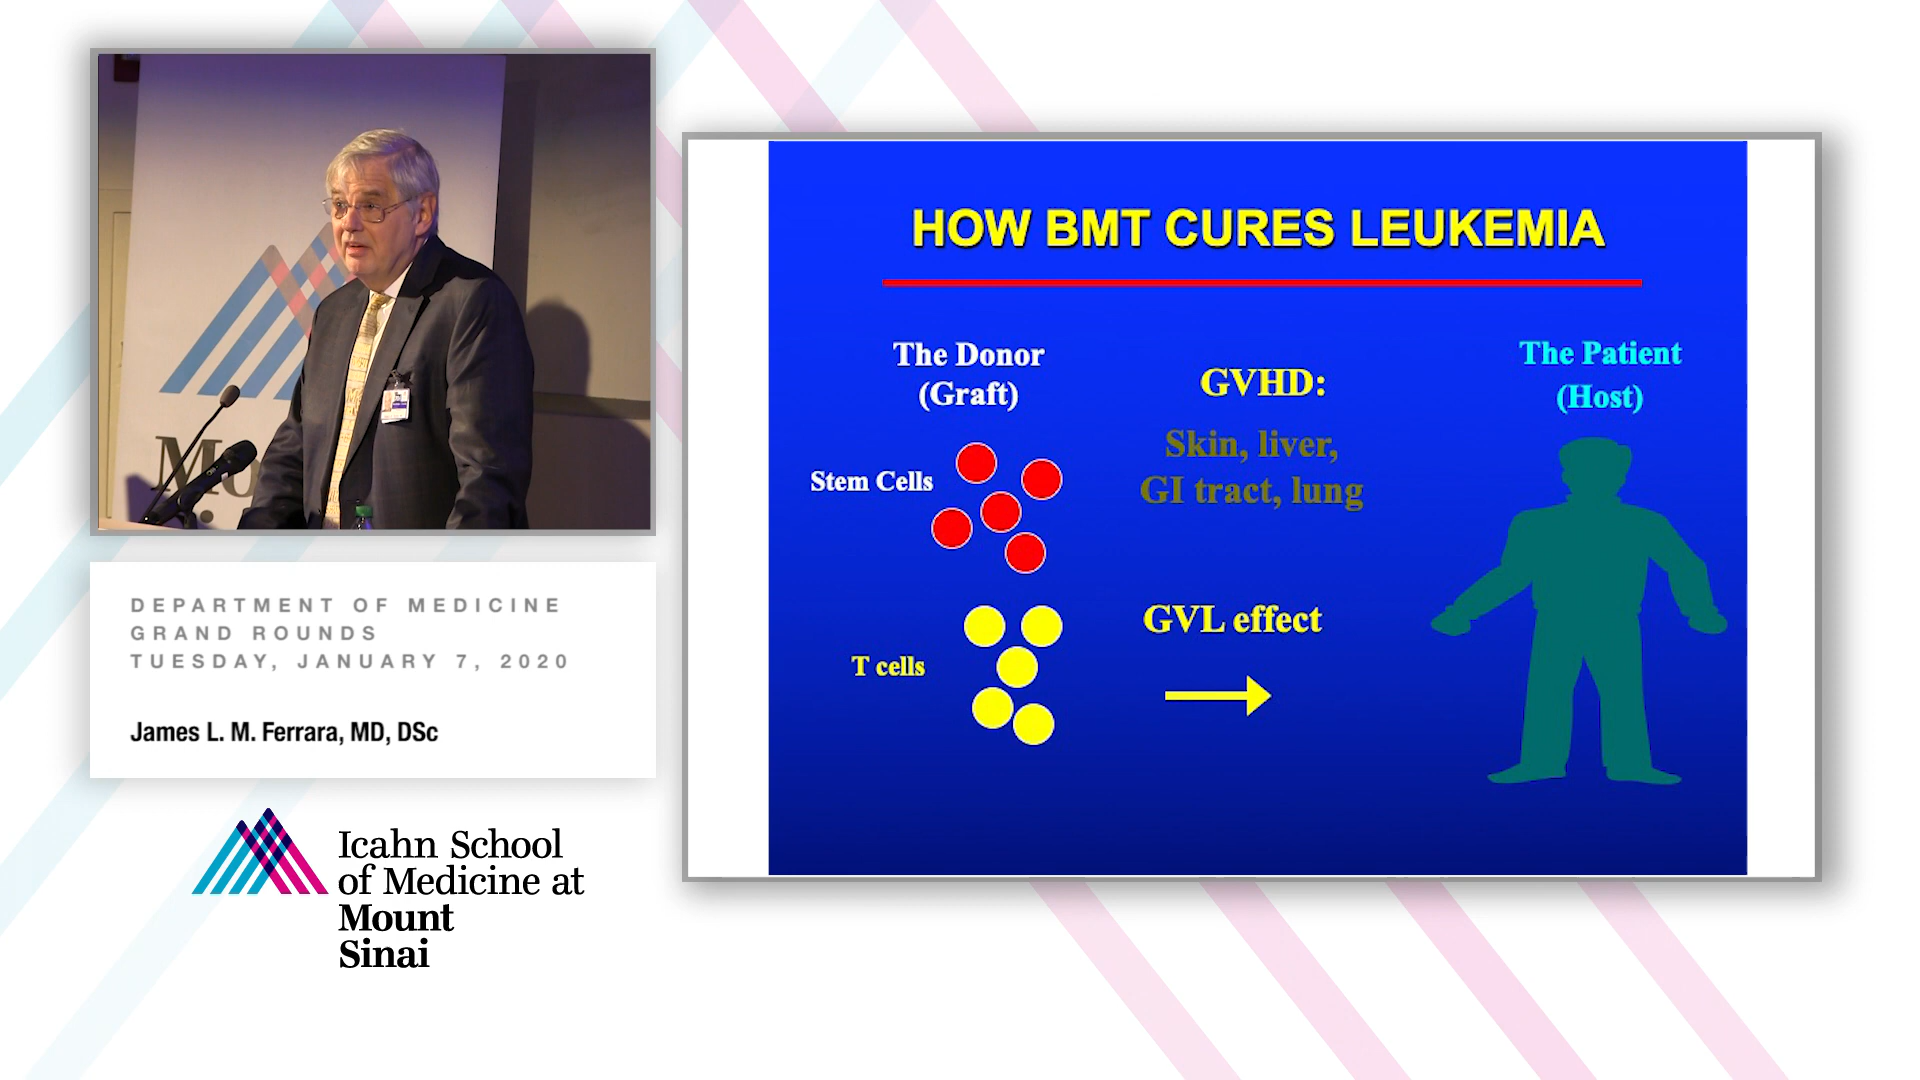 DEPARTMENT OF MEDICINE
GRAND ROUNDS
TUESDAY, JANUARY 7, 2020
James L. M. Ferrara, MD, DSc
Icahn School
of Medicine at
Mount
Sinai
HOW BMT CURES LEUKEMIA
The Donor
(Graft)
Stem Cells
T cells
GVHD:
Skin, liver,
GI tract, lung
GVL effect
The Patient
(Host)